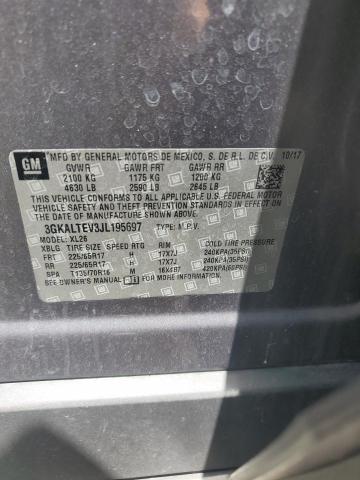 GM
MFD BY GENERAL MOTORS DE MEXICO, S. DE R.L. DE C.V. 10/17
GVWR GAWR FRT GAWR RR
2100 KG 1175 KG 1200 KG
4630 LB 2590 LB 2645 LB
THIS VEHICLE CONFORMS TO ALL APPLICABLE U.S. FEDERAL MOTOR
VEHICLE SAFETY, BUMPER, AND THEFT PREVENTION STANDARDS IN
EFFECT ON THE DATE OF MANUFACTURE SHOWN ABOVE.
3GKALTEV3JL195697 TYPE: M.P.V.
MODEL: XL26
XBLG TIRE SIZE SPEED RTG RIM COLD TIRE PRESSURE
FRT 225/65R17 H 17X7J 240KPA(35PSI)
RR 225/65R17 H 17X7J 240KPA(35PSI)
SPA T135/70R16 M 16X4B7 420KPA(60PSI)
SEE OWNER'S MANUAL